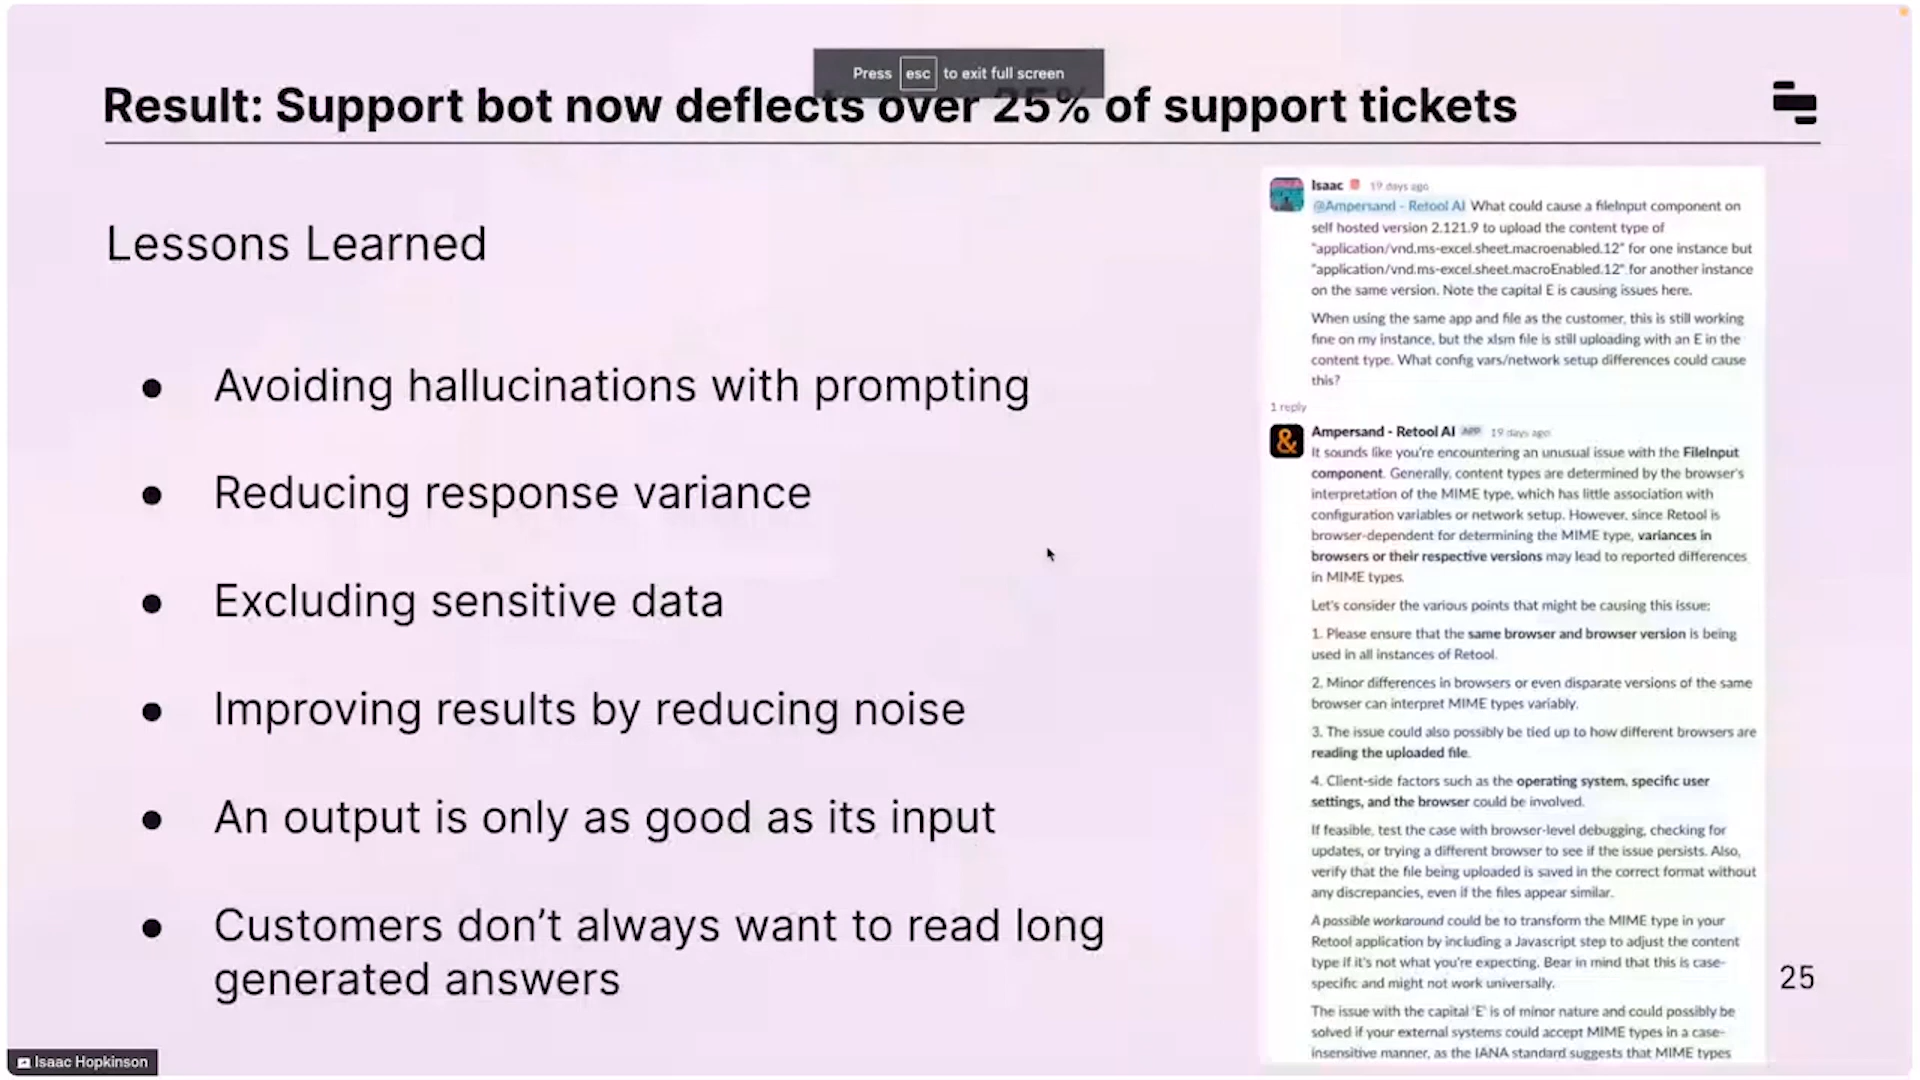 Press esc to exit full screen
Result: Support bot now deflects over 25% of support tickets
Lessons Learned
● Avoiding hallucinations with prompting
● Reducing response variance
● Excluding sensitive data
● Improving results by reducing noise
● An output is only as good as its input
● Customers don't always want to read long
generated answers
Isaac 19 days ago
@Ampersand - Retool AI What could cause a fileInput component on
self hosted version 2.121.9 to upload the content type of
"application/vnd.ms-excel.sheet.macroenabled.12" for one instance but
"application/vnd.ms-excel.sheet.macroEnabled.12" for another instance
on the same version. Note the capital E is causing issues here.
When using the same app and file as the customer, this is still working
fine on my instance, but the xlsm file is still uploading with an E in the
content type. What config vars/network setup differences could cause
this?
1 reply
&
Ampersand - Retool AI APP 19 days ago
It sounds like you're encountering an unusual issue with the FileInput
component. Generally, content types are determined by the browser's
interpretation of the MIME type, which has little association with
configuration variables or network setup. However, since Retool is
browser-dependent for determining the MIME type, variances in
browsers or their respective versions may lead to reported differences
in MIME types.
Let's consider the various points that might be causing this issue:
1. Please ensure that the same browser and browser version is being
used in all instances of Retool.
2. Minor differences in browsers or even disparate versions of the same
browser can interpret MIME types variably.
3. The issue could also possibly be tied up to how different browsers are
reading the uploaded file.
4. Client-side factors such as the operating system, specific user
settings, and the browser could be involved.
If feasible, test the case with browser-level debugging, checking for
updates, or trying a different browser to see if the issue persists. Also,
verify that the file being uploaded is saved in the correct format without
any discrepancies, even if the files appear similar.
A possible workaround could be to transform the MIME type in your
Retool application by including a Javascript step to adjust the content
type if it's not what you're expecting. Bear in mind that this is case-
specific and might not work universally.
The issue with the capital 'E' is of minor nature and could possibly be
solved if your external systems could accept MIME types in a case-
insensitive manner, as the IANA standard suggests that MIME types
25
Isaac Hopkinson